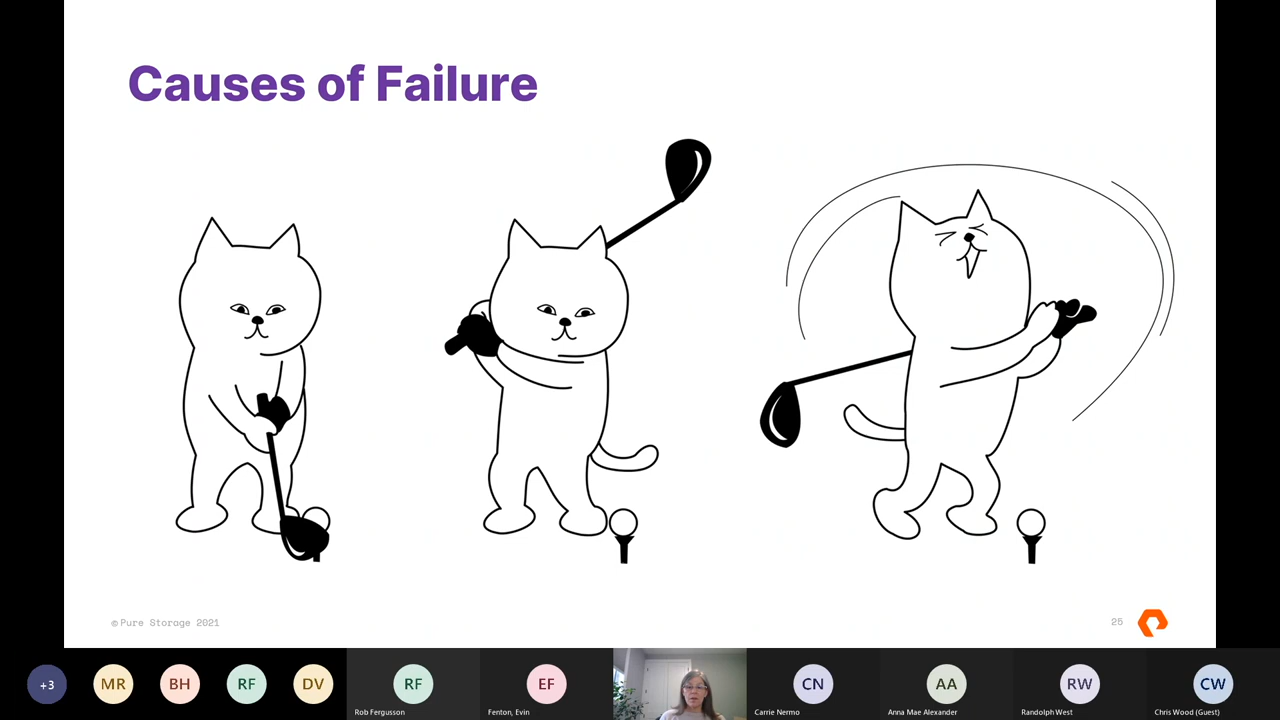 Causes of Failure
© Pure Storage 2021
25
+3
MR
BH
RF
DV
RF
Rob Fergusson
EF
Fenton, Evin
CN
Carrie Nermo
AA
Anna Mae Alexander
RW
Randolph West
CW
Chris Wood (Guest)